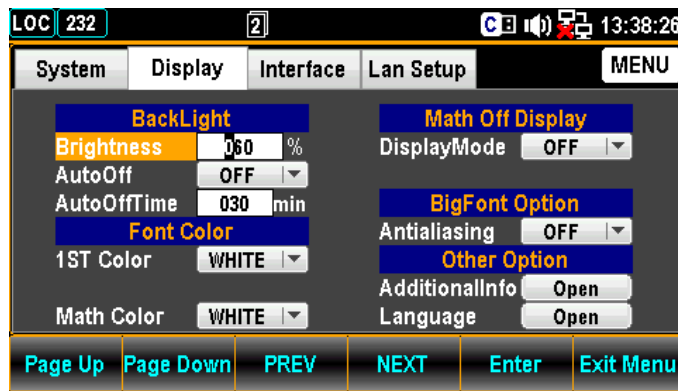 LOC 232 2 C 13:38:26
System Display Interface Lan Setup MENU
BackLight
Brightness 060 %
AutoOff OFF
AutoOffTime 030 min
Font Color
1ST Color WHITE
Math Color WHITE
Math Off Display
DisplayMode OFF
BigFont Option
Antialiasing OFF
Other Option
AdditionalInfo Open
Language Open
Page Up Page Down PREV NEXT Enter Exit Menu